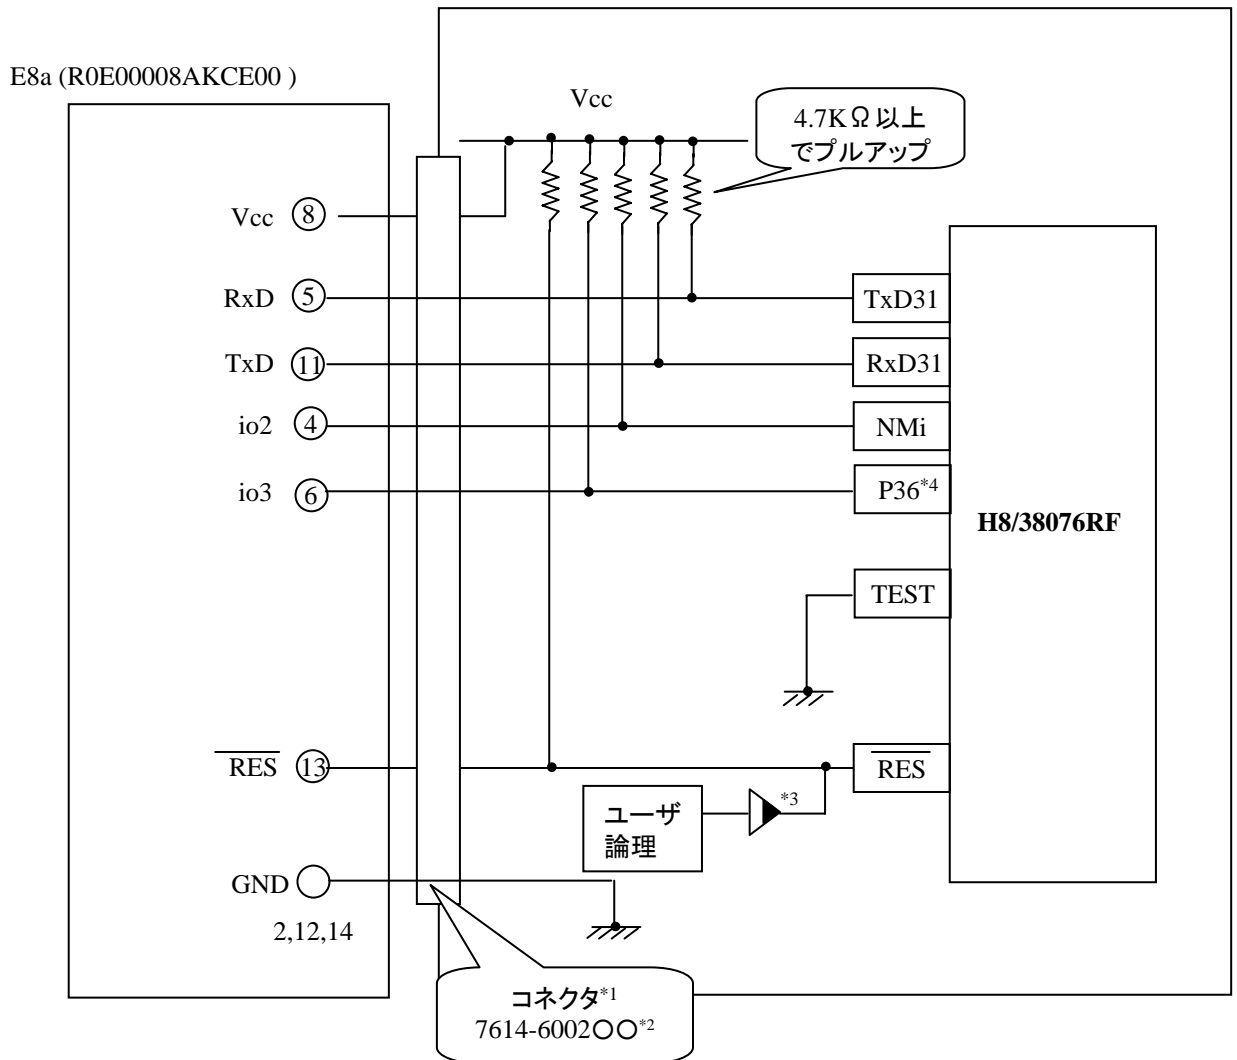 E8a (R0E00008AKCE00 )
Vcc
4.7KΩ以上
でプルアップ
Vcc 8
RxD 5
TxD31
TxD 11
RxD31
io2 4
NMi
io3 6
P36*4
H8/38076RF
TEST
RES 13
RES
*3
ユーザ
論理
GND
2,12,14
コネクタ*1
7614-6002〇〇*2